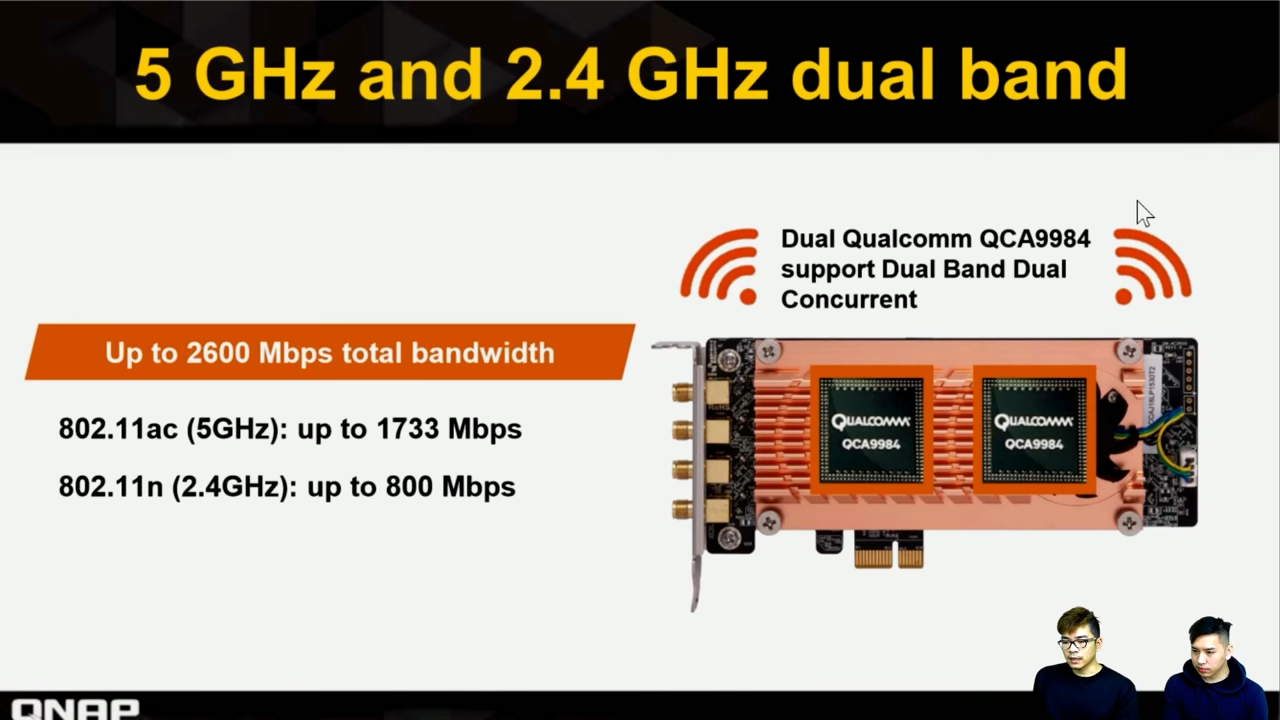 5 GHz and 2.4 GHz dual band
Dual Qualcomm QCA9984
support Dual Band Dual
Concurrent
Up to 2600 Mbps total bandwidth
802.11ac (5GHz): up to 1733 Mbps
802.11n (2.4GHz): up to 800 Mbps
QUALCOMM
QCA9984
QUALCOMM
QCA9984
QNAP